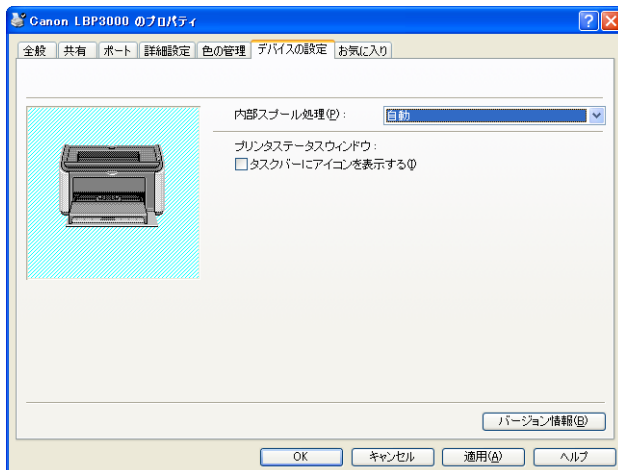 Canon LBP3000 のプロパティ
全般 共有 ポート 詳細設定 色の管理 デバイスの設定 お気に入り
内部スプール処理(P): 自動
プリンタステータスウィンドウ:
タスクバーにアイコンを表示する(I)
バージョン情報(B)
OK キャンセル 適用(A) ヘルプ